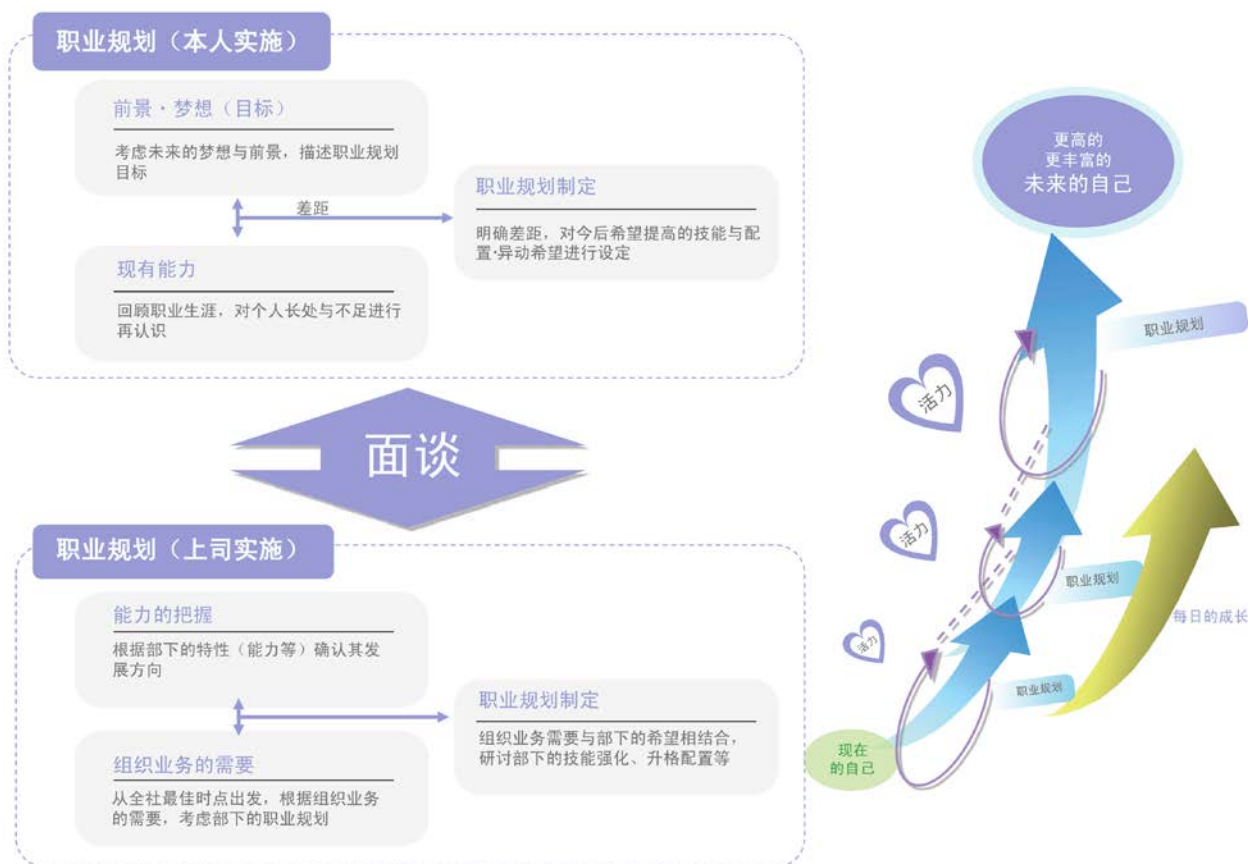 职业规划（本人实施）
前景·梦想（目标）
考虑未来的梦想与前景，描述职业规划
目标
差距
职业规划制定
明确差距，对今后希望提高的技能与配
置·异动希望进行设定
现有能力
回顾职业生涯，对个人长处与不足进行
再认识
面谈
职业规划（上司实施）
能力的把握
根据部下的特性（能力等）确认其发
展方向
职业规划制定
组织业务需要与部下的希望相结合，
研讨部下的技能强化、升格配置等
组织业务的需要
从全社最佳时点出发，根据组织业务
的需要，考虑部下的职业规划
更高的
更丰富的
未来的自己
职业规划
活力
活力
职业规划
每日的成长
活力
职业规划
现在
的自己